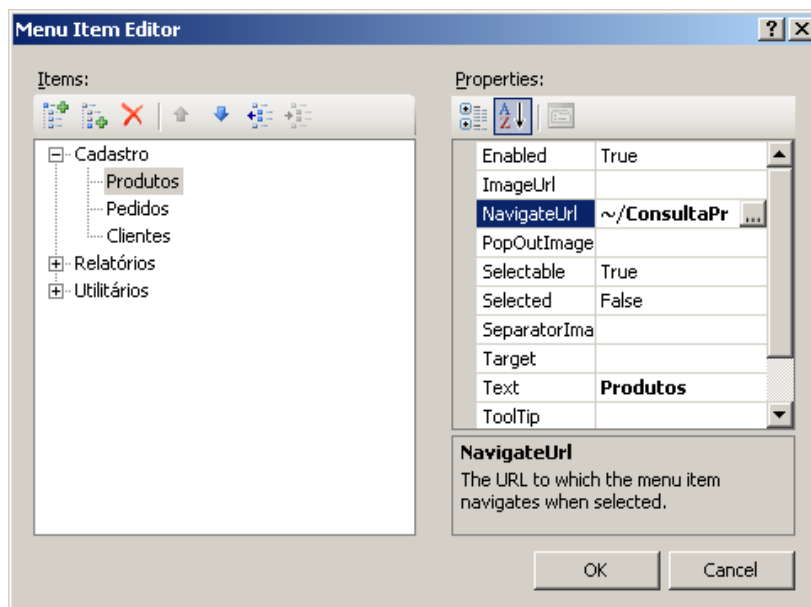 Menu Item Editor
Items:
Properties:
Cadastro
Produtos
Pedidos
Clientes
Relatórios
Utilitários
Enabled True
ImageUrl
NavigateUrl ~/ConsultaPr ...
PopOutImage
Selectable True
Selected False
SeparatorIma
Target
Text Produtos
ToolTip
NavigateUrl
The URL to which the menu item
navigates when selected.
OK Cancel